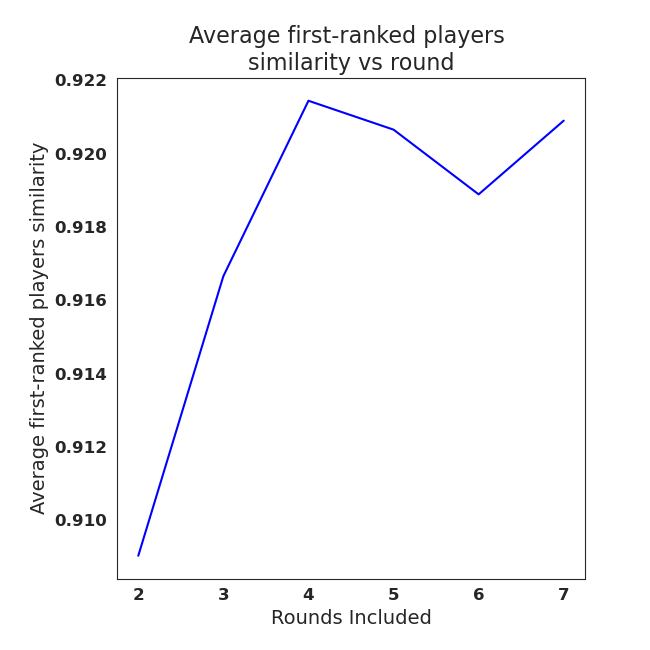 Average first-ranked players
similarity vs round
Average first-ranked players similarity
0.922
0.920
0.918
0.916
0.914
0.912
0.910
2 3 4 5 6 7
Rounds Included